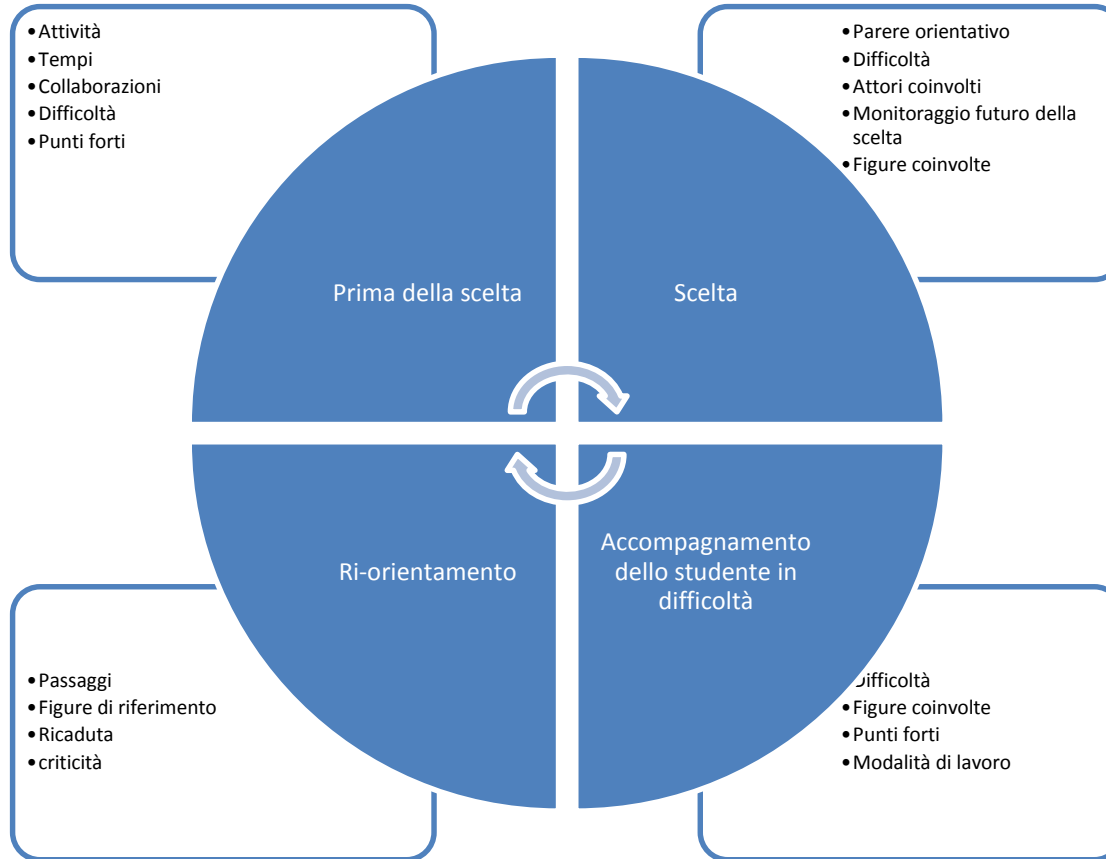 •Attività
•Tempi
•Collaborazioni
•Difficoltà
•Punti forti
•Parere orientativo
•Difficoltà
•Attori coinvolti
•Monitoraggio futuro della
scelta
•Figure coinvolte
Prima della scelta
Scelta
Ri-orientamento
Accompagnamento
dello studente in
difficoltà
•Passaggi
•Figure di riferimento
•Ricaduta
•criticità
Difficoltà
•Figure coinvolte
•Punti forti
•Modalità di lavoro